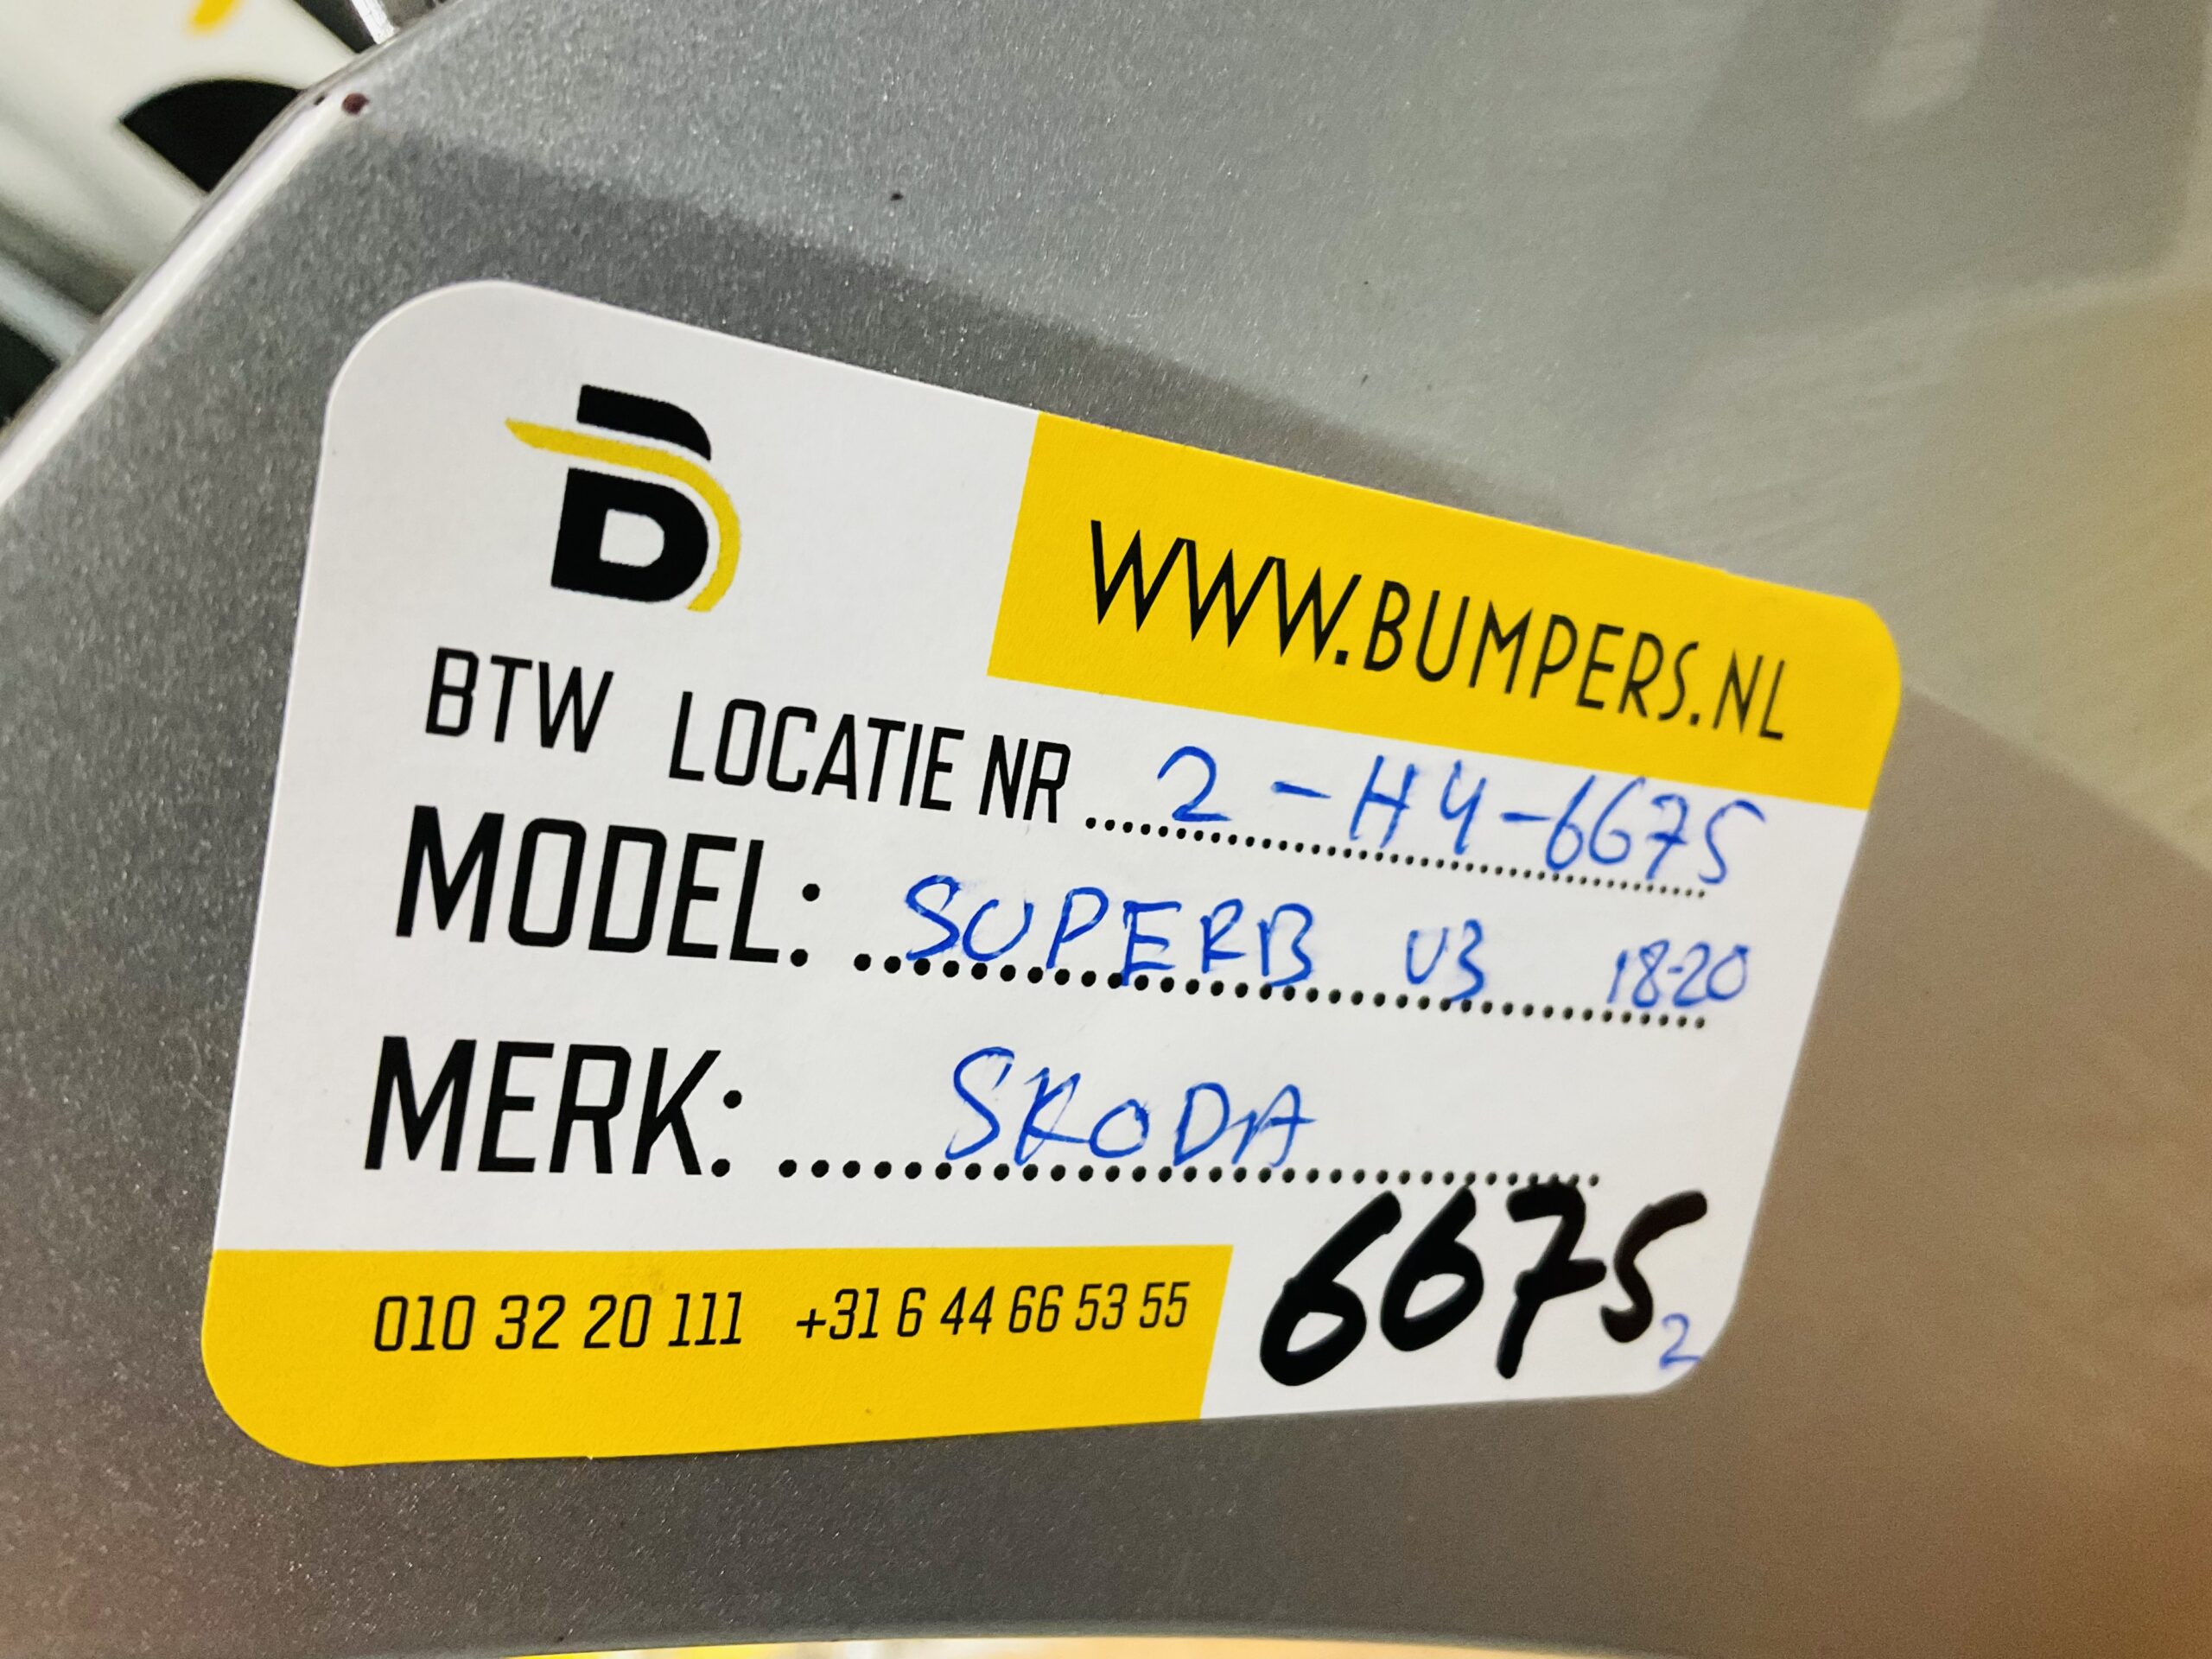 B
WWW.BUMPERS.NL
BTW LOCATIE NR 2-H4-6675
MODEL: SUPERB V3 18-20
MERK: SKODA
010 32 20 111 +31 6 44 66 53 55
6675 2